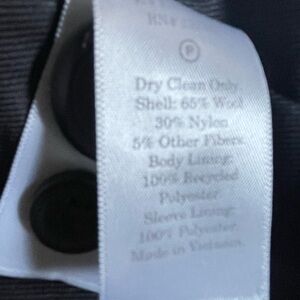 RN#
P
Dry Clean Only
Shell: 65% Wool
30% Nylon
5% Other Fibers
Body Lining:
100% Recycled
Polyester
Sleeve Lining:
100% Polyester
Made in Vietnam.